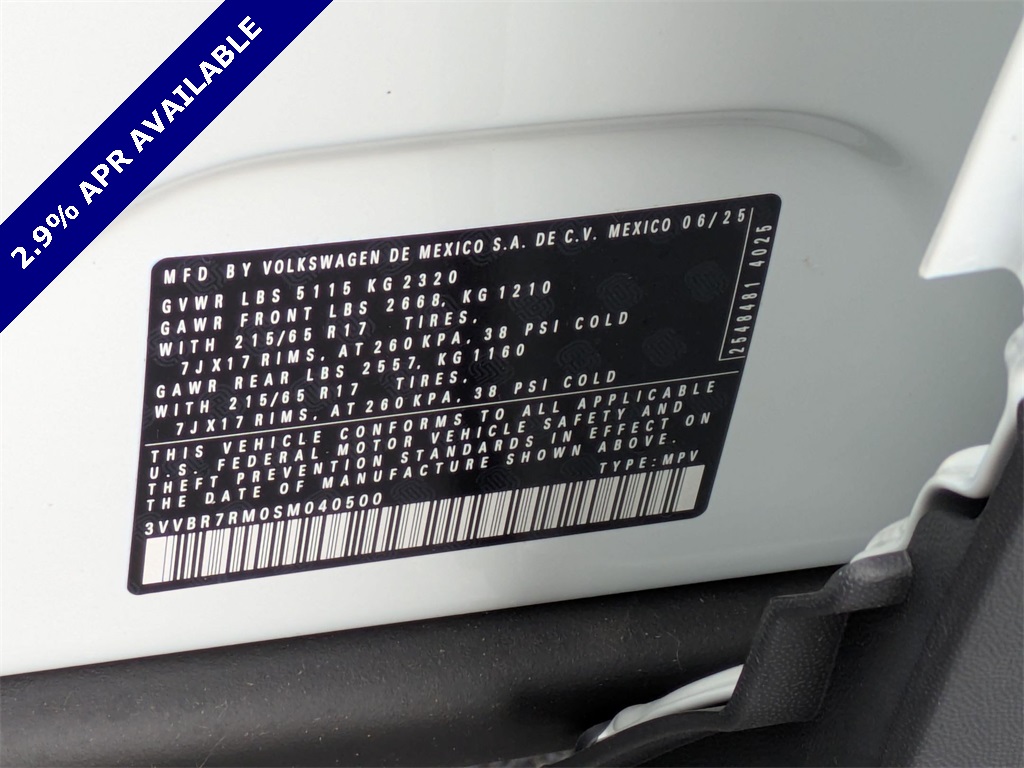 2.9% APR AVAILABLE
MFD BY VOLKSWAGEN DE MEXICO S.A. DE C.V. MEXICO 06/25
GVWR LBS 5115 KG 2320
GAWR FRONT LBS 2668, KG 1210
WITH 215/65 R17 TIRES,
7JX17 RIMS, AT 260 KPA, 38 PSI COLD
GAWR REAR LBS 2557, KG 1160
WITH 215/65 R17 TIRES,
7JX17 RIMS, AT 260 KPA, 38 PSI COLD
THIS VEHICLE CONFORMS TO ALL APPLICABLE
U.S. FEDERAL MOTOR VEHICLE SAFETY AND
THEFT PREVENTION STANDARDS IN EFFECT ON
THE DATE OF MANUFACTURE SHOWN ABOVE.
3VVBR7RM0SM040500 TYPE: MPV
2548481 4025